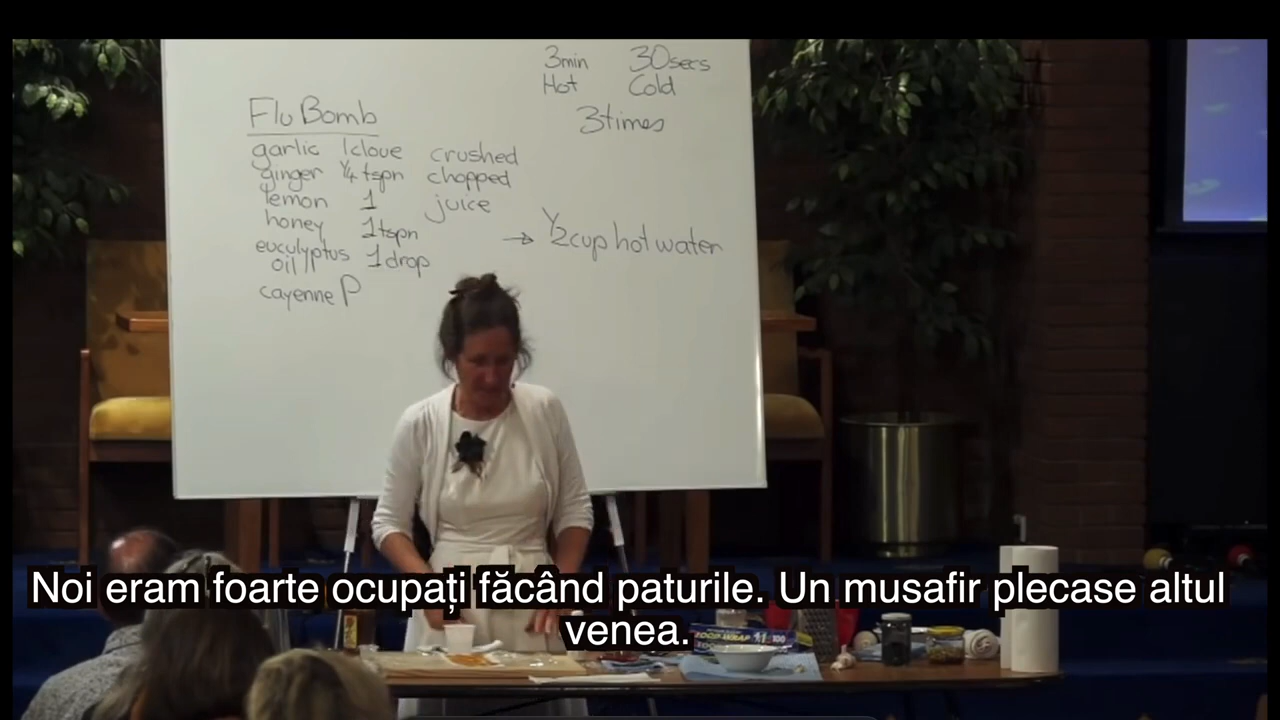 3min 30secs
Hot Cold
3times
Flu Bomb
garlic 1clove crushed
ginger 1/4 tspn chopped
lemon 1 juice
honey 1tspn
euculyptus oil 1drop
cayenne P
→ 1/2cup hot water
Noi eram foarte ocupați făcând paturile. Un musafir plecase altul
venea.